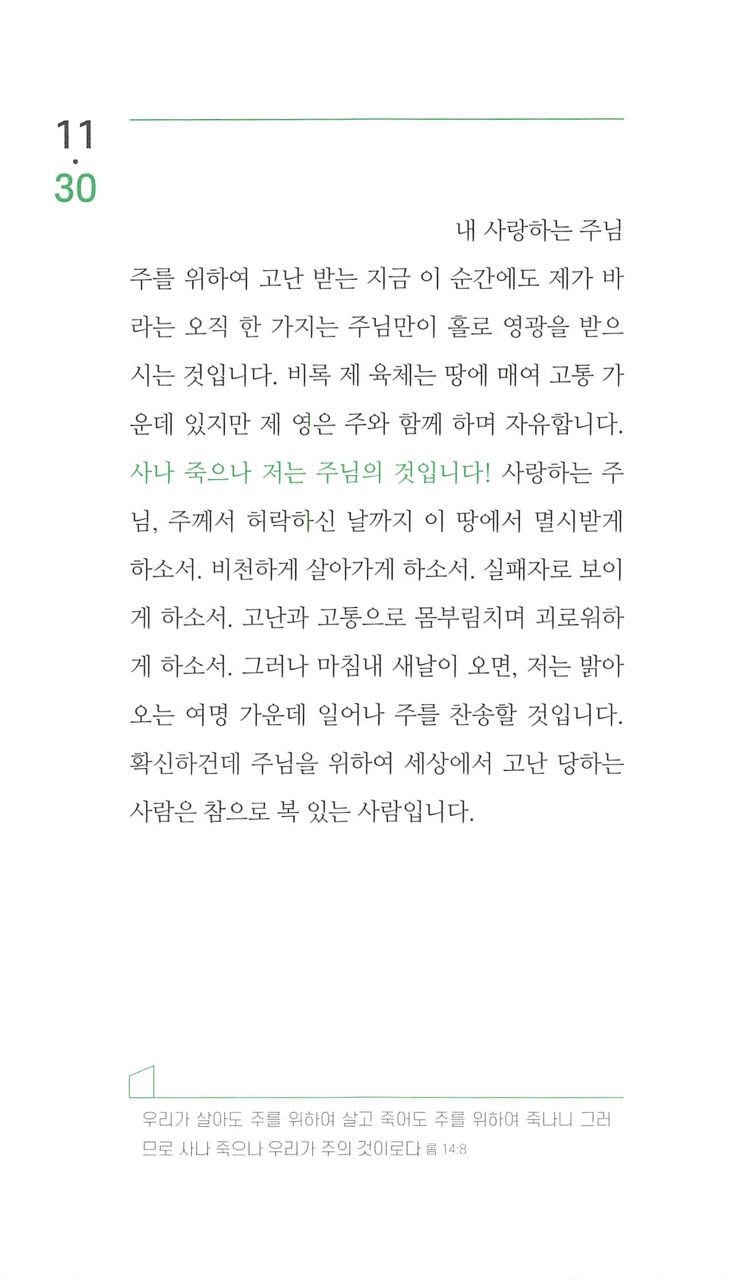 11
·
30
내 사랑하는 주님
주를 위하여 고난 받는 지금 이 순간에도 제가 바
라는 오직 한 가지는 주님만이 홀로 영광을 받으
시는 것입니다. 비록 제 육체는 땅에 매여 고통 가
운데 있지만 제 영은 주와 함께 하며 자유합니다.
사나 죽으나 저는 주님의 것입니다! 사랑하는 주
님, 주께서 허락하신 날까지 이 땅에서 멸시받게
하소서. 비천하게 살아가게 하소서. 실패자로 보이
게 하소서. 고난과 고통으로 몸부림치며 괴로워하
게 하소서. 그러나 마침내 새날이 오면, 저는 밝아
오는 여명 가운데 일어나 주를 찬송할 것입니다.
확신하건데 주님을 위하여 세상에서 고난 당하는
사람은 참으로 복 있는 사람입니다.
우리가 살아도 주를 위하여 살고 죽어도 주를 위하여 죽나니 그러
므로 사나 죽으나 우리가 주의 것이로다 롬 14:8